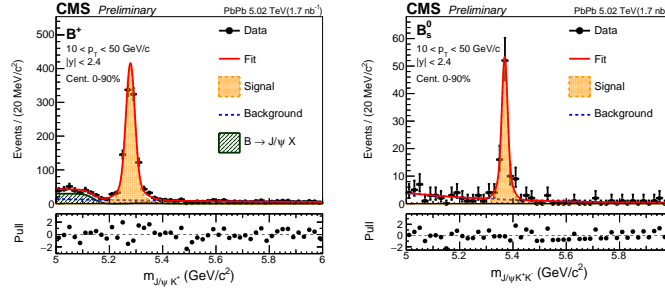 CMS Preliminary PbPb 5.02 TeV(1.7 nb⁻¹)
B⁺
10 < p_T < 50 GeV/c
|y| < 2.4
Cent. 0-90%
Data
Fit
Signal
Background
B → J/ψ X
Events / (20 MeV/c²)
500
400
300
200
100
0
Pull
2
0
−2
5 5.2 5.4 5.6 5.8 6
m_{J/ψ K⁺} (GeV/c²)
CMS Preliminary PbPb 5.02 TeV(1.7 nb⁻¹)
B_s⁰
10 < p_T < 50 GeV/c
|y| < 2.4
Cent. 0-90%
Data
Fit
Signal
Background
Events / (20 MeV/c²)
60
50
40
30
20
10
0
Pull
2
0
−2
5 5.2 5.4 5.6 5.8
m_{J/ψK⁺K⁻} (GeV/c²)